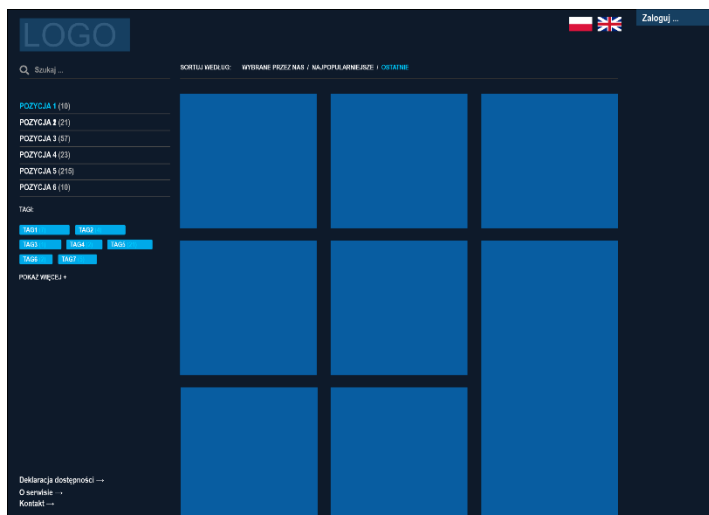 LOGO
Zaloguj ...
Szukaj ...
SORTUJ WEDŁUG: WYBRANE PRZEZ NAS / NAJPOPULARNIEJSZE / OSTATNIE
POZYCJA 1 (10)
POZYCJA 2 (21)
POZYCJA 3 (57)
POZYCJA 4 (23)
POZYCJA 5 (215)
POZYCJA 6 (10)
TAGI:
TAG1 TAG2
TAG3 TAG4 TAG5
TAG6 TAG7
POKAŻ WIĘCEJ +
Deklaracja dostępności →
O serwisie →
Kontakt →